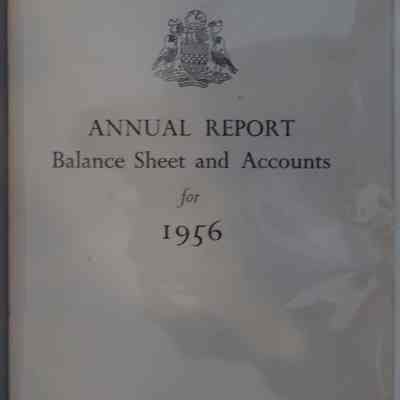 ANNUAL REPORT
Balance Sheet and Accounts
for
1956